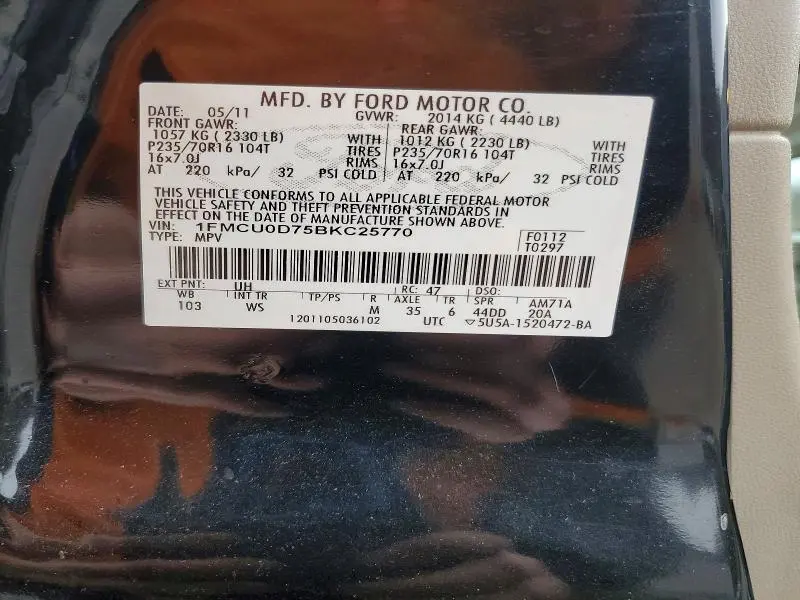 MFD. BY FORD MOTOR CO.
DATE: 05/11 GVWR: 2014 KG ( 4440 LB)
FRONT GAWR: REAR GAWR:
1057 KG ( 2330 LB) WITH 1012 KG ( 2230 LB) WITH
P235/70R16 104T TIRES P235/70R16 104T TIRES
16x7.0J RIMS 16x7.0J RIMS
AT 220 kPa/ 32 PSI COLD AT 220 kPa/ 32 PSI COLD
THIS VEHICLE CONFORMS TO ALL APPLICABLE FEDERAL MOTOR
VEHICLE SAFETY AND THEFT PREVENTION STANDARDS IN
EFFECT ON THE DATE OF MANUFACTURE SHOWN ABOVE.
VIN: 1FMCU0D75BKC25770 F0112
TYPE: MPV T0297
EXT PNT: UH RC: 47 DSO:
WB INT TR TP/PS R AXLE TR SPR AM71A
103 WS M 35 6 44DD 20A
1201105036102 UTC ▽5U5A-1520472-BA